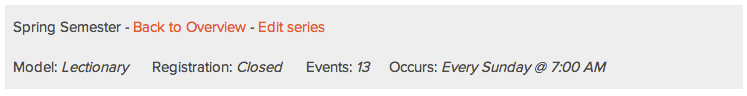 Spring Semester - Back to Overview - Edit series
Model: Lectionary Registration: Closed Events: 13 Occurs: Every Sunday @ 7:00 AM